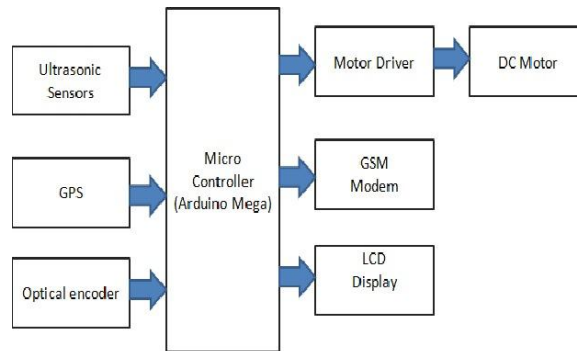 Ultrasonic
Sensors
GPS
Optical encoder
Micro
Controller
(Arduino Mega)
Motor Driver
DC Motor
GSM
Modem
LCD
Display